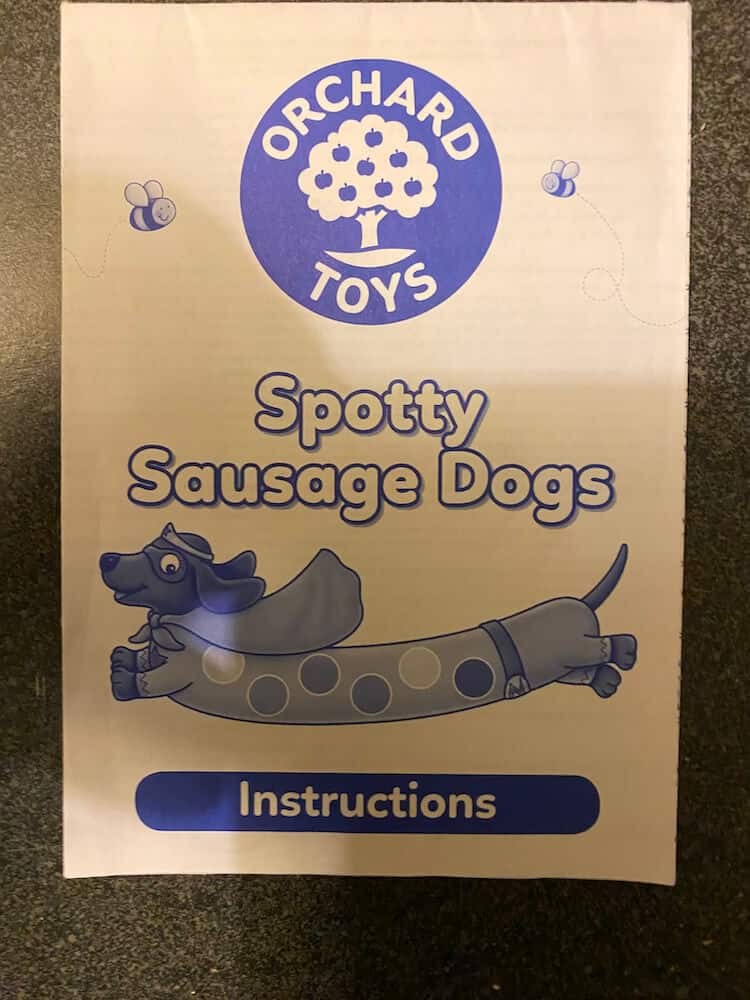 ORCHARD
TOYS
Spotty
Sausage Dogs
Instructions